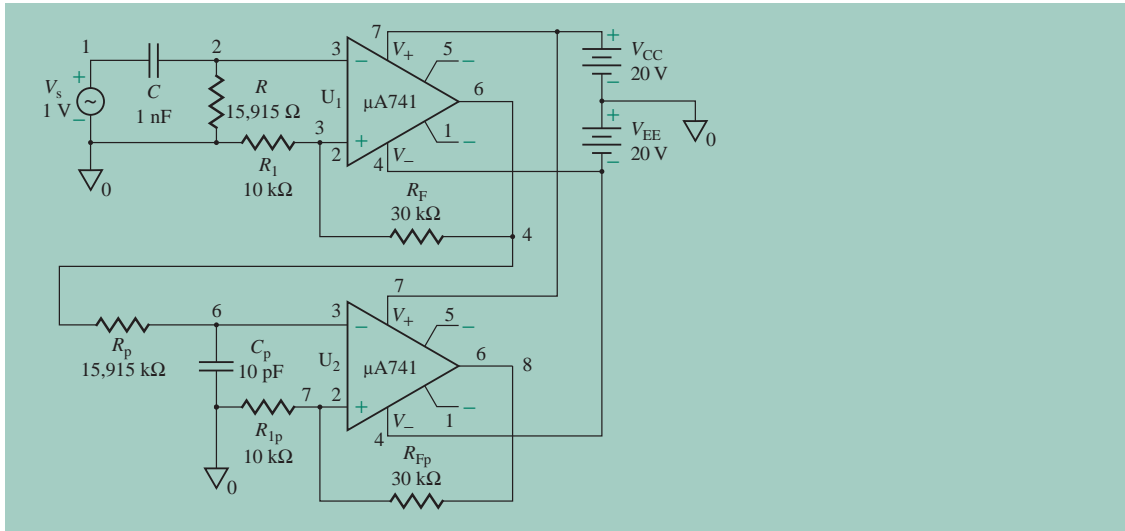 1
2
3
−
7
V+
5 −
+
VCC
−
20 V
Vs
1 V
+
−
C
1 nF
R
15,915 Ω
U1
µA741
6
+
VEE
−
20 V
0
3
+
2
4
V−
1 −
R1
10 kΩ
0
RF
30 kΩ
4
7
6
3
−
V+
5 −
Rp
15,915 kΩ
Cp
10 pF
U2
µA741
6
8
7
2
+
V−
1 −
4
R1p
10 kΩ
0
RFp
30 kΩ